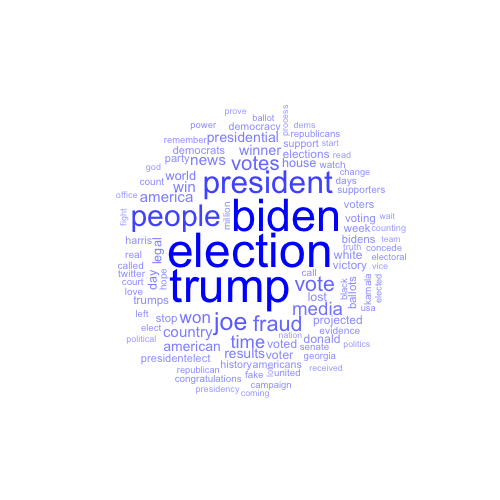 prove
ballot
process
power
democracy
dems
remember
presidential
republicans
democrats
winner
support
start
party
news
votes
elections
read
god
world
house
watch
change
count
win
president
days
office
america
supporters
fight
people
million
biden
voters
voting
wait
week
counting
harris
legal
election
bidens
team
real
truth
concede
white
electoral
called
day
hope
call
victory
vice
twitter
trump
vote
black
ballots
kamala
elected
court
love
lost
trumps
media
usa
left
stop
won
joe
fraud
projected
elect
country
nation
evidence
political
time
voted
donald
politics
american
senate
presidentelect
results
voter
georgia
republican
history
americans
received
congratulations
fake
united
presidency
campaign
coming